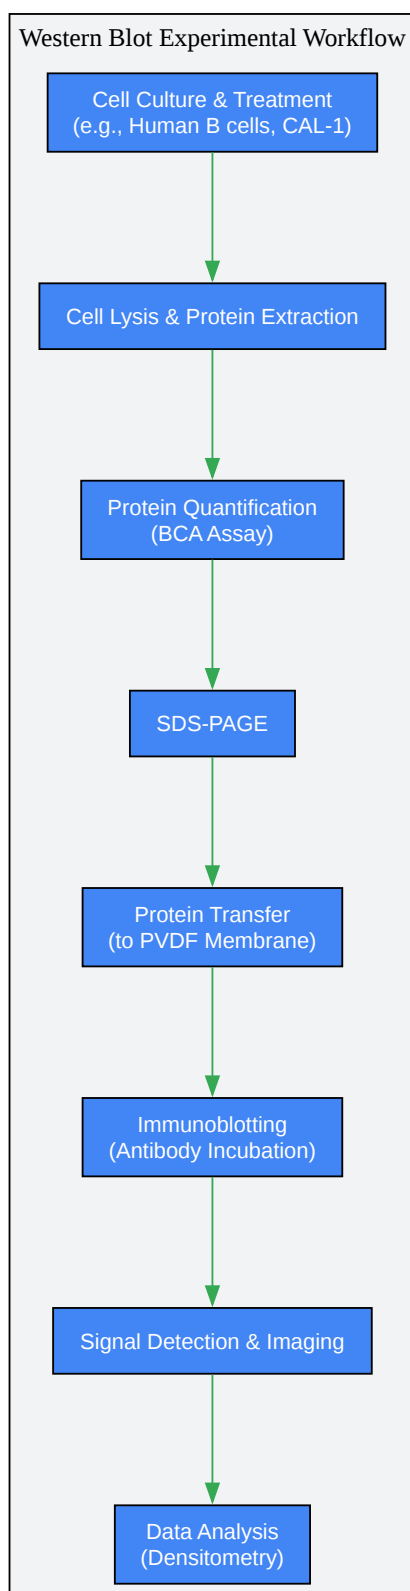 Western Blot Experimental Workflow
Cell Culture & Treatment
(e.g., Human B cells, CAL-1)
Cell Lysis & Protein Extraction
Protein Quantification
(BCA Assay)
SDS-PAGE
Protein Transfer
(to PVDF Membrane)
Immunoblotting
(Antibody Incubation)
Signal Detection & Imaging
Data Analysis
(Densitometry)